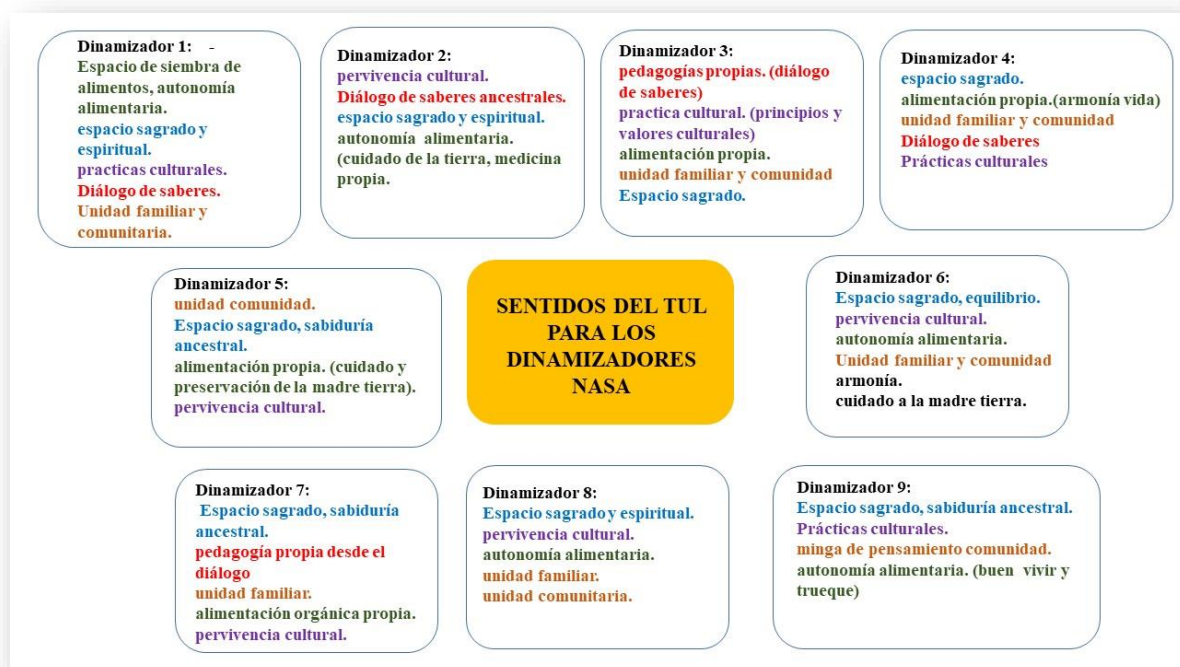 Dinamizador 1: -
Espacio de siembra de
alimentos, autonomía
alimentaria.
espacio sagrado y
espiritual.
practicas culturales.
Diálogo de saberes.
Unidad familiar y
comunitaria.
Dinamizador 2:
pervivencia cultural.
Diálogo de saberes ancestrales.
espacio sagrado y espiritual.
autonomía alimentaria.
(cuidado de la tierra, medicina
propia.
Dinamizador 3:
pedagogías propias. (diálogo
de saberes)
practica cultural. (principios y
valores culturales)
alimentación propia.
unidad familiar y comunidad
Espacio sagrado.
Dinamizador 4:
espacio sagrado.
alimentación propia.(armonía vida)
unidad familiar y comunidad
Diálogo de saberes
Prácticas culturales
Dinamizador 5:
unidad comunidad.
Espacio sagrado, sabiduría
ancestral.
alimentación propia. (cuidado y
preservación de la madre tierra).
pervivencia cultural.
SENTIDOS DEL TUL
PARA LOS
DINAMIZADORES
NASA
Dinamizador 6:
Espacio sagrado, equilibrio.
pervivencia cultural.
autonomía alimentaria.
Unidad familiar y comunidad
armonía.
cuidado a la madre tierra.
Dinamizador 7:
Espacio sagrado, sabiduría
ancestral.
pedagogía propia desde el
diálogo
unidad familiar.
alimentación orgánica propia.
pervivencia cultural.
Dinamizador 8:
Espacio sagrado y espiritual.
pervivencia cultural.
autonomía alimentaria.
unidad familiar.
unidad comunitaria.
Dinamizador 9:
Espacio sagrado, sabiduría ancestral.
Prácticas culturales.
minga de pensamiento comunidad.
autonomía alimentaria. (buen vivir y
trueque)